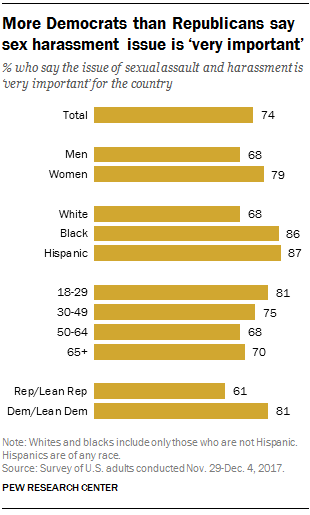 More Democrats than Republicans say
sex harassment issue is ‘very important’
% who say the issue of sexual assault and harassment is
‘very important’ for the country
Total 74
Men 68
Women 79
White 68
Black 86
Hispanic 87
18-29 81
30-49 75
50-64 68
65+ 70
Rep/Lean Rep 61
Dem/Lean Dem 81
Note: Whites and blacks include only those who are not Hispanic.
Hispanics are of any race.
Source: Survey of U.S. adults conducted Nov. 29-Dec. 4, 2017.
PEW RESEARCH CENTER